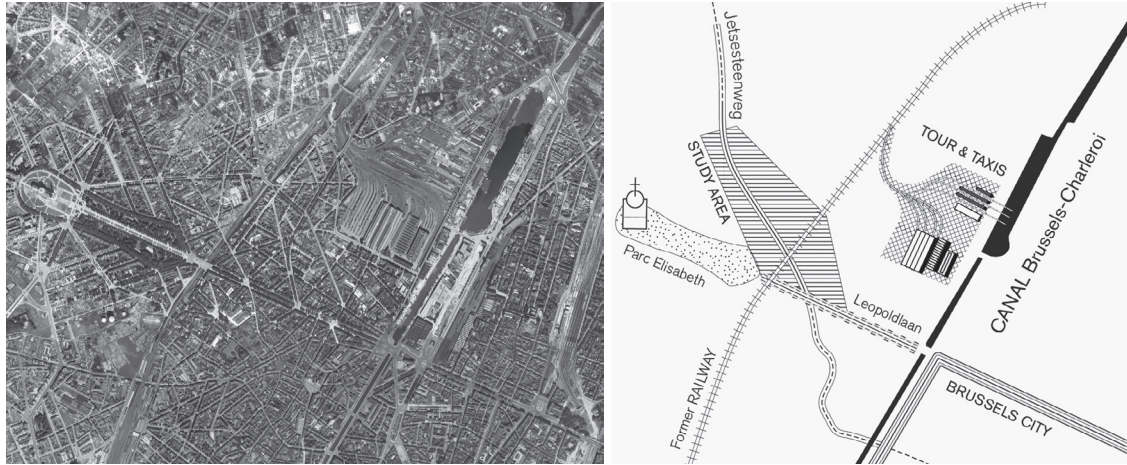 Jetsesteenweg
STUDY AREA
TOUR & TAXIS
Parc Elisabeth
Leopoldlaan
CANAL Brussels-Charleroi
Former RAILWAY
BRUSSELS CITY